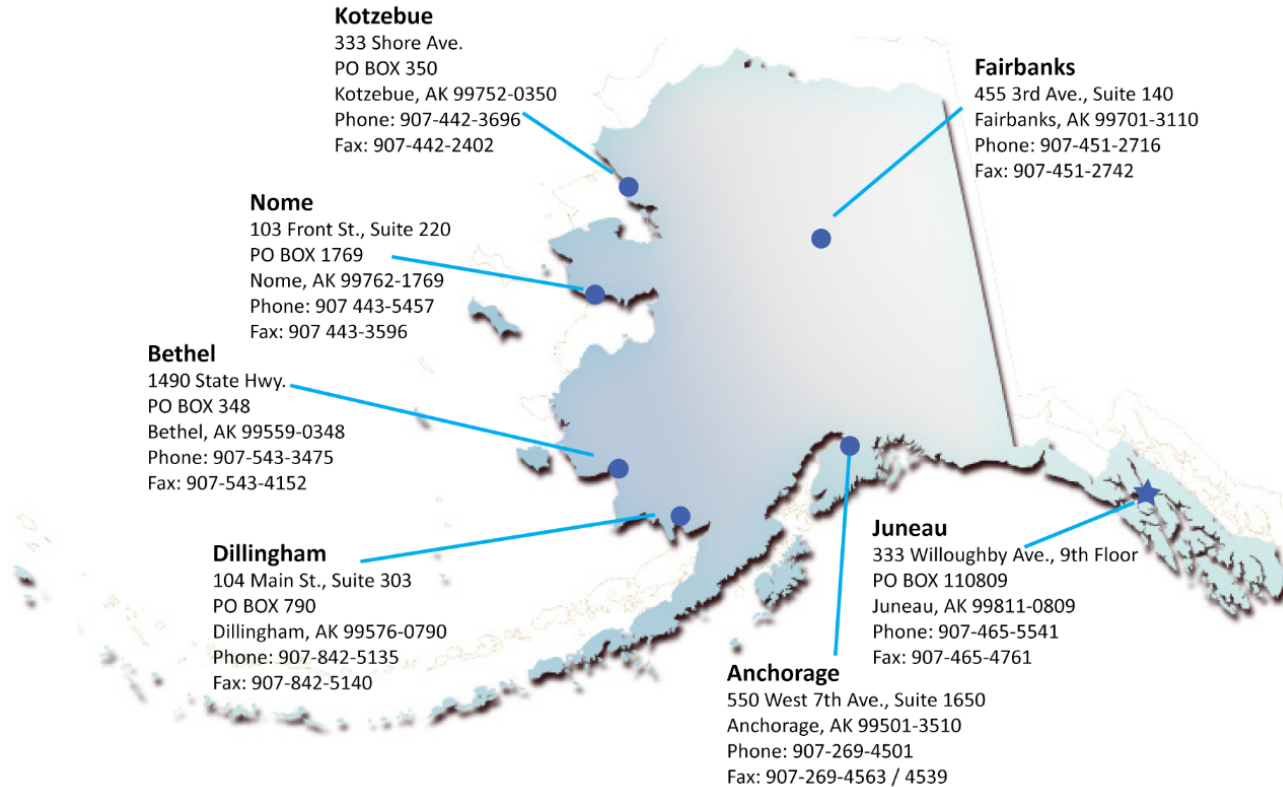 Kotzebue
333 Shore Ave.
PO BOX 350
Kotzebue, AK 99752-0350
Phone: 907-442-3696
Fax: 907-442-2402
Fairbanks
455 3rd Ave., Suite 140
Fairbanks, AK 99701-3110
Phone: 907-451-2716
Fax: 907-451-2742
Nome
103 Front St., Suite 220
PO BOX 1769
Nome, AK 99762-1769
Phone: 907 443-5457
Fax: 907 443-3596
Bethel
1490 State Hwy.
PO BOX 348
Bethel, AK 99559-0348
Phone: 907-543-3475
Fax: 907-543-4152
Dillingham
104 Main St., Suite 303
PO BOX 790
Dillingham, AK 99576-0790
Phone: 907-842-5135
Fax: 907-842-5140
Juneau
333 Willoughby Ave., 9th Floor
PO BOX 110809
Juneau, AK 99811-0809
Phone: 907-465-5541
Fax: 907-465-4761
Anchorage
550 West 7th Ave., Suite 1650
Anchorage, AK 99501-3510
Phone: 907-269-4501
Fax: 907-269-4563 / 4539